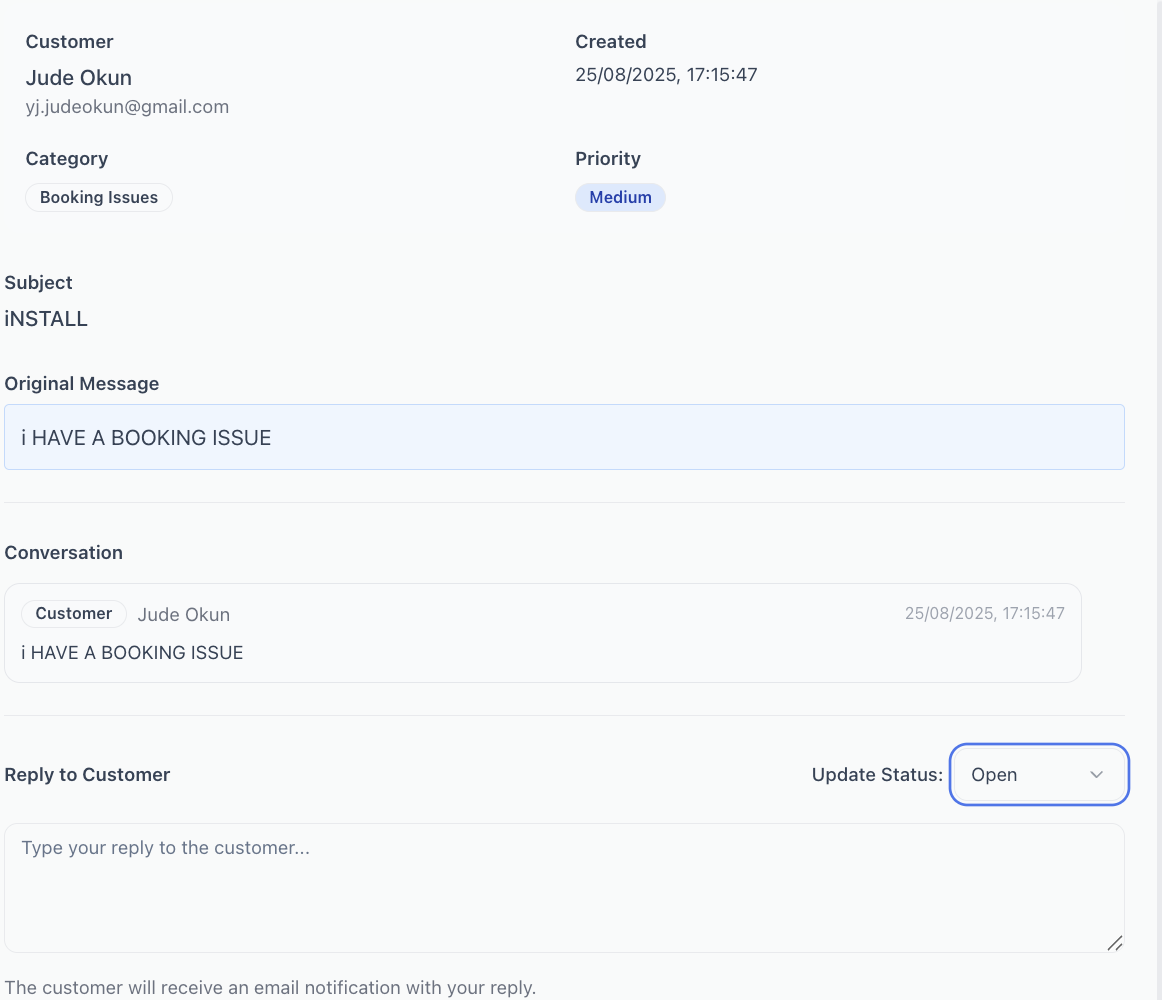 Customer
Created
Jude Okun
25/08/2025, 17:15:47
yj.judeokun@gmail.com
Category
Priority
Booking Issues
Medium
Subject
iNSTALL
Original Message
i HAVE A BOOKING ISSUE
Conversation
Customer Jude Okun 25/08/2025, 17:15:47
i HAVE A BOOKING ISSUE
Reply to Customer
Update Status: Open
Type your reply to the customer...
The customer will receive an email notification with your reply.